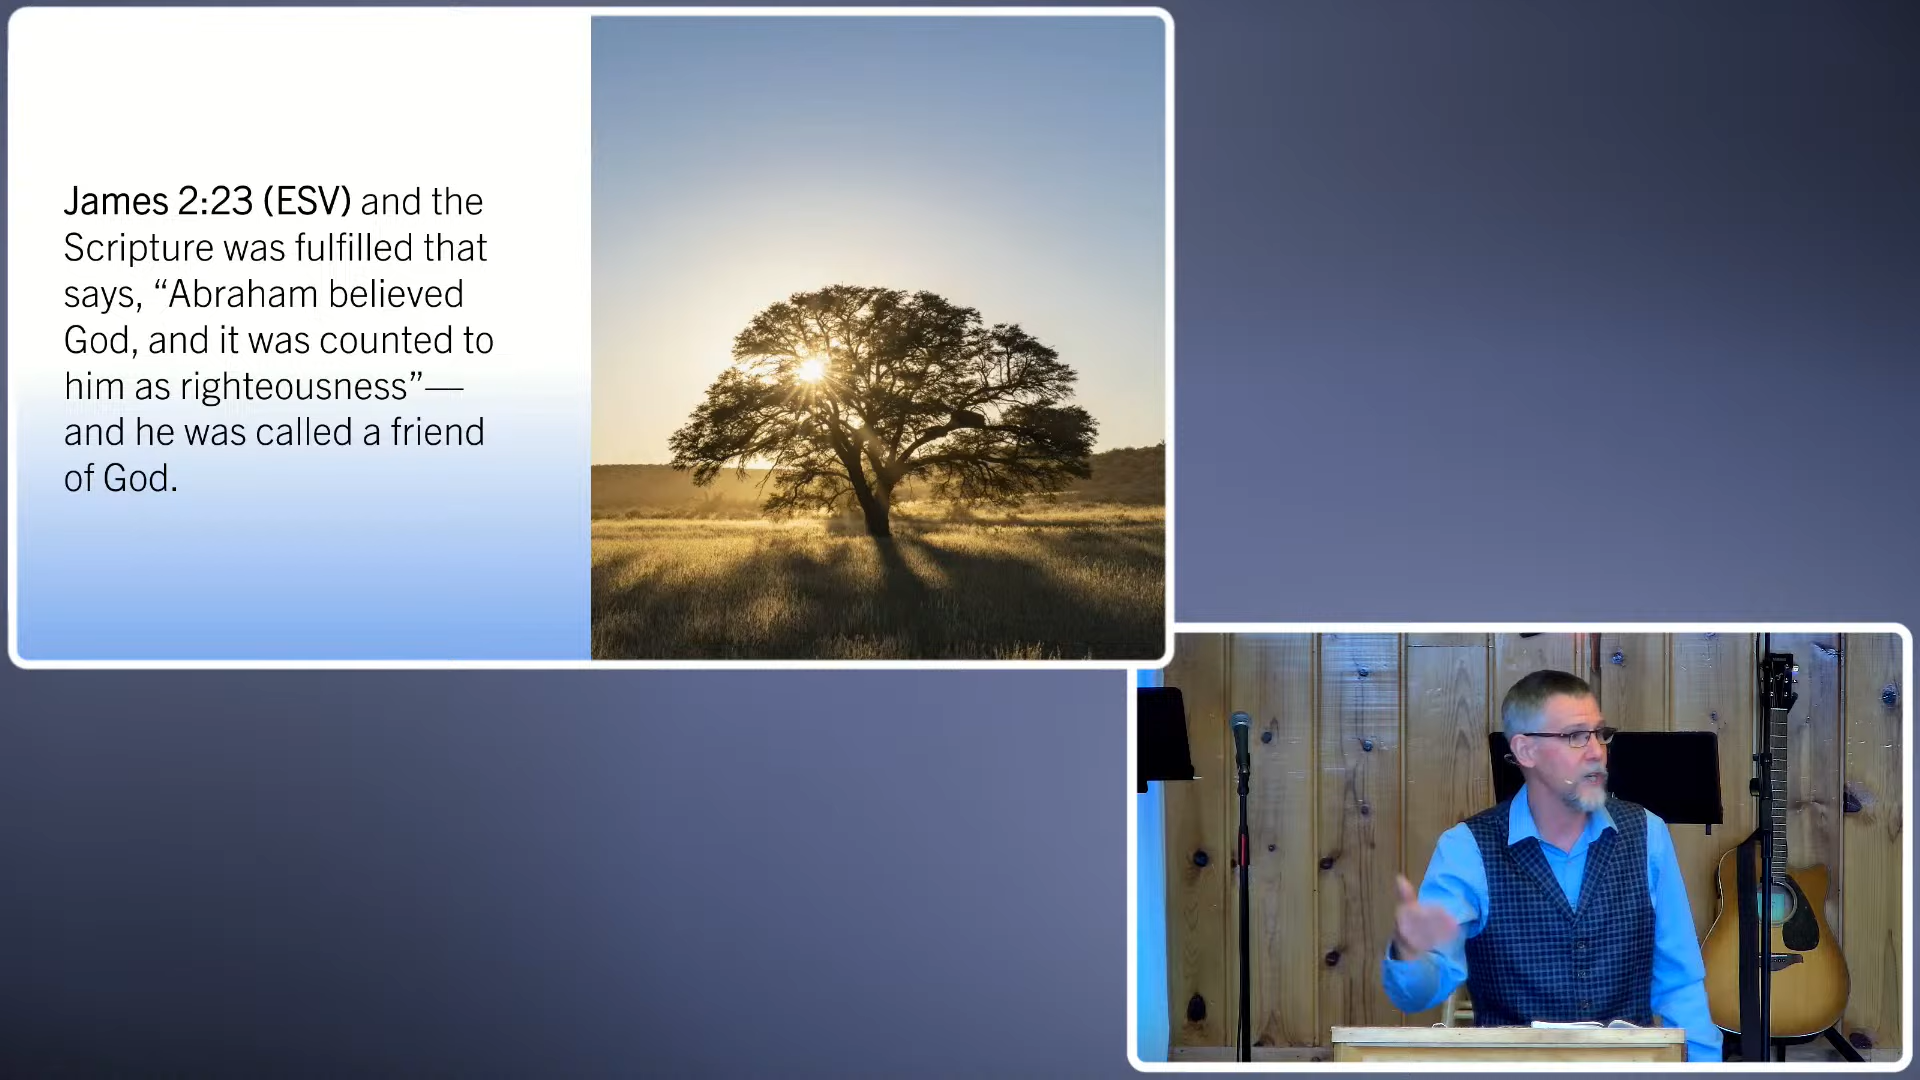 James 2:23 (ESV) and the
Scripture was fulfilled that
says, “Abraham believed
God, and it was counted to
him as righteousness”—
and he was called a friend
of God.